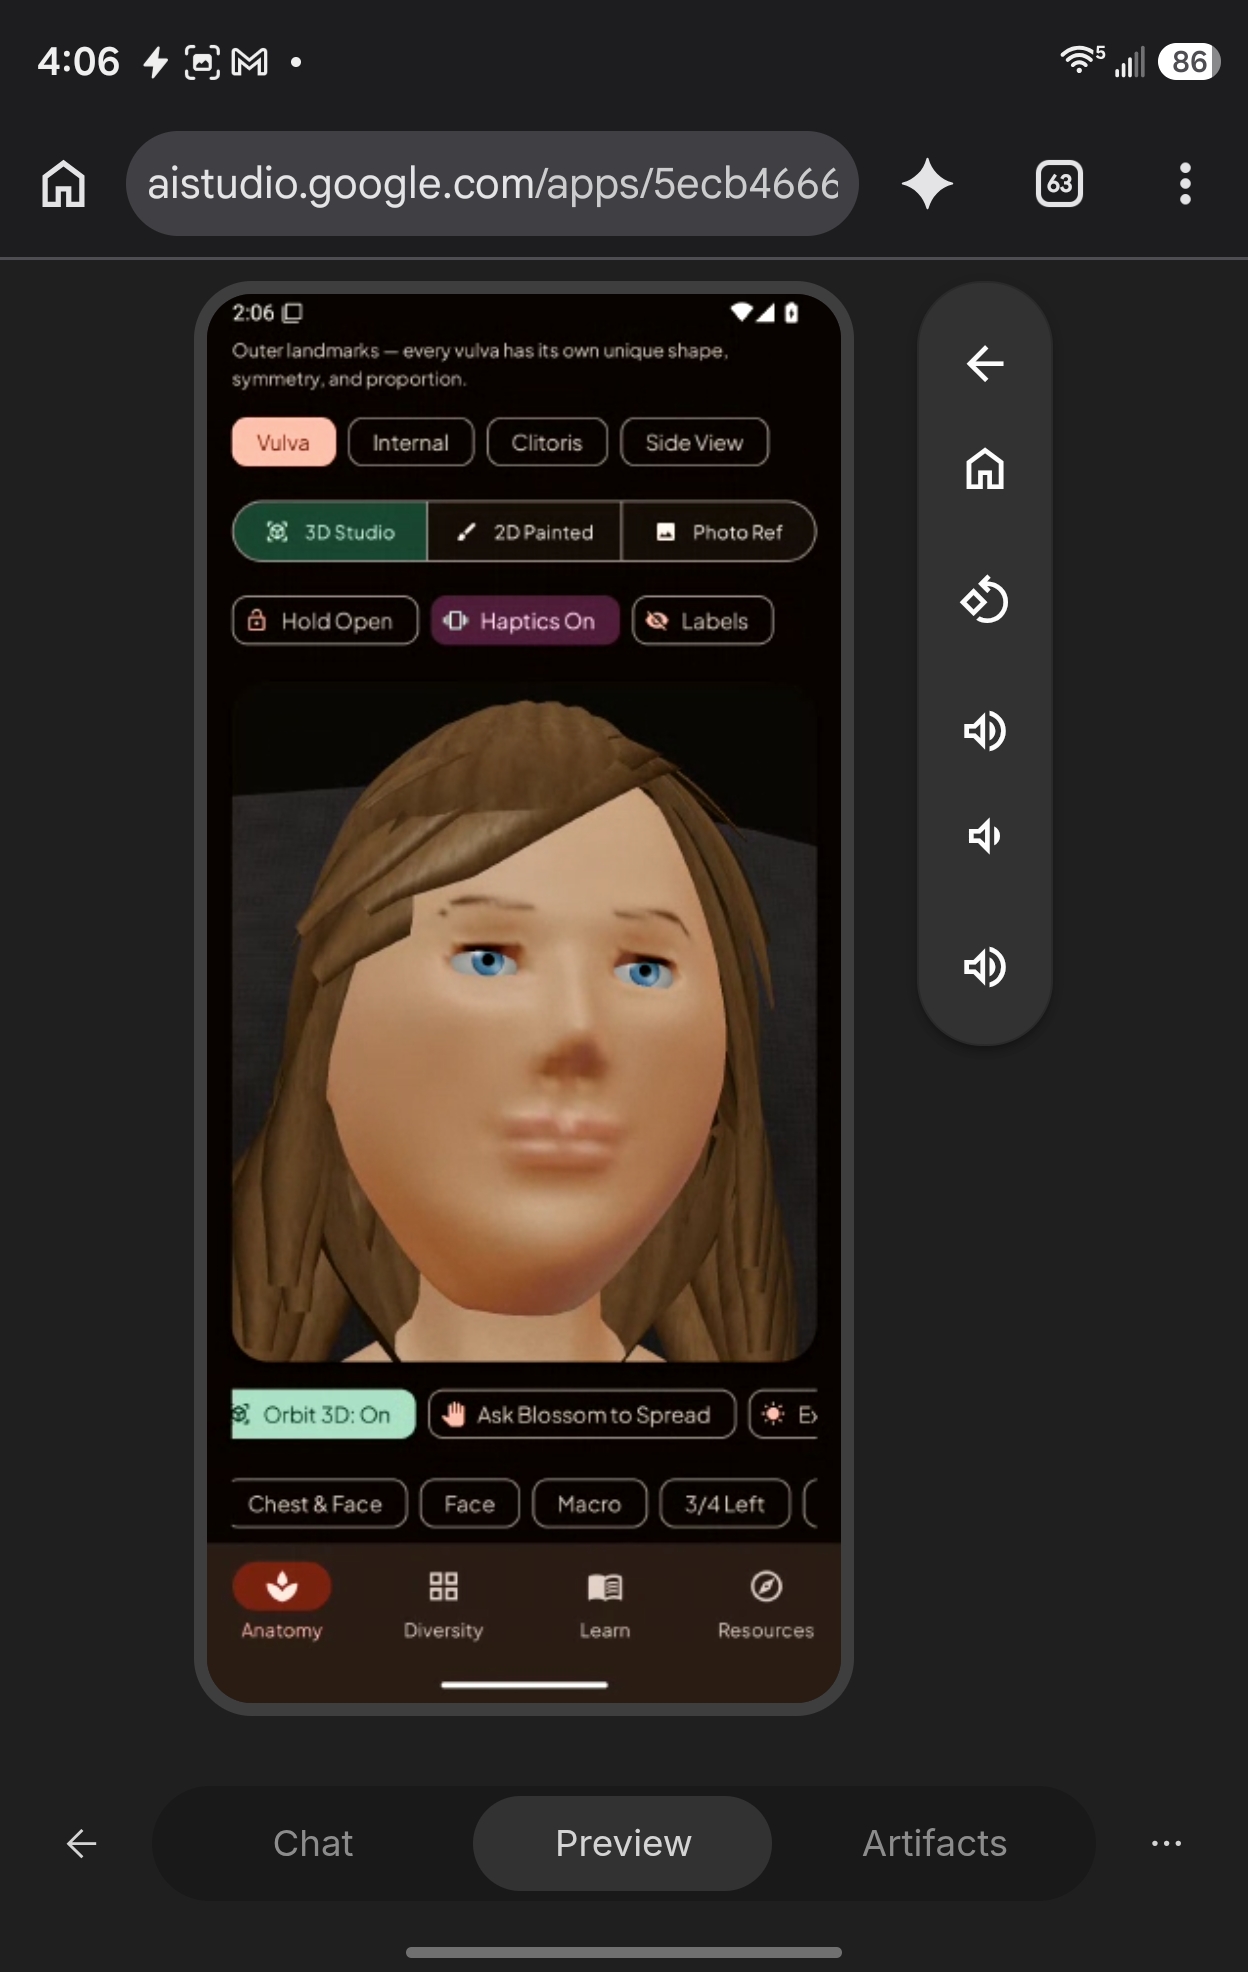 4:06
5
86
aistudio.google.com/apps/5ecb4666
63
2:06
Outer landmarks — every vulva has its own unique shape,
symmetry, and proportion.
Vulva
Internal
Clitoris
Side View
3D Studio
2D Painted
Photo Ref
Hold Open
Haptics On
Labels
Orbit 3D: On
Ask Blossom to Spread
Chest & Face
Face
Macro
3/4 Left
Anatomy
Diversity
Learn
Resources
Chat
Preview
Artifacts